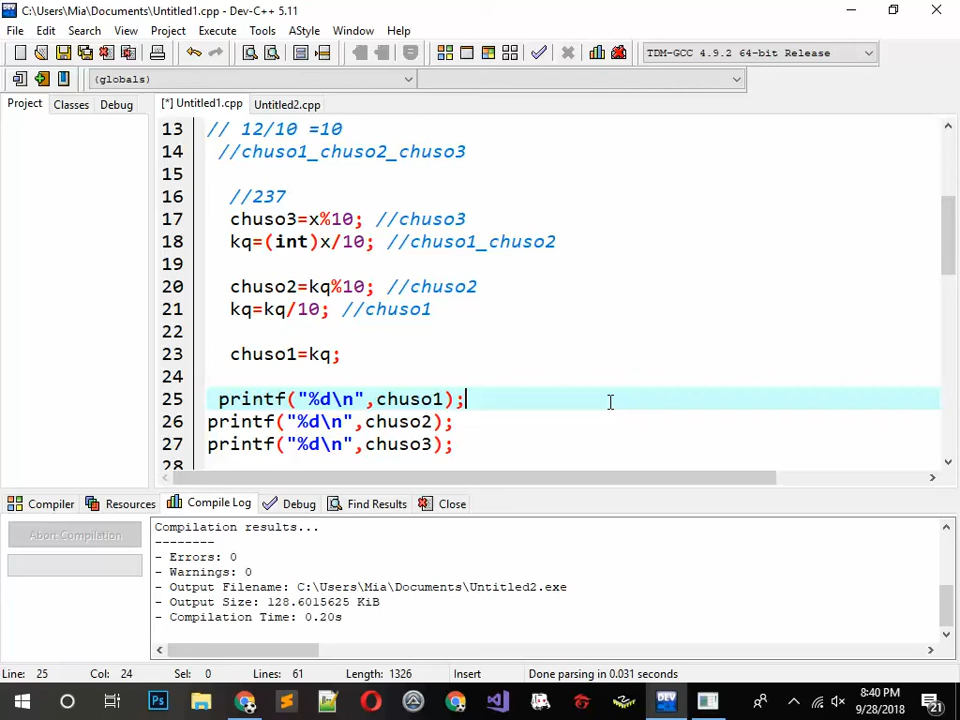 C:\Users\Mia\Documents\Untitled1.cpp - Dev-C++ 5.11
File Edit Search View Project Execute Tools AStyle Window Help
TDM-GCC 4.9.2 64-bit Release
(globals)
Project Classes Debug [*] Untitled1.cpp Untitled2.cpp
13 // 12/10 =10
14 //chuso1_chuso2_chuso3
15
16 //237
17 chuso3=x%10; //chuso3
18 kq=(int)x/10; //chuso1_chuso2
19
20 chuso2=kq%10; //chuso2
21 kq=kq/10; //chuso1
22
23 chuso1=kq;
24
25 printf("%d\n",chuso1);
26 printf("%d\n",chuso2);
27 printf("%d\n",chuso3);
28
Compiler Resources Compile Log Debug Find Results Close
Abort Compilation
Compilation results...
--------
- Errors: 0
- Warnings: 0
- Output Filename: C:\Users\Mia\Documents\Untitled2.exe
- Output Size: 128.6015625 KiB
- Compilation Time: 0.20s
Line: 25 Col: 24 Sel: 0 Lines: 61 Length: 1326 Insert Done parsing in 0.031 seconds
Ps DEV 8:40 PM
9/28/2018 21